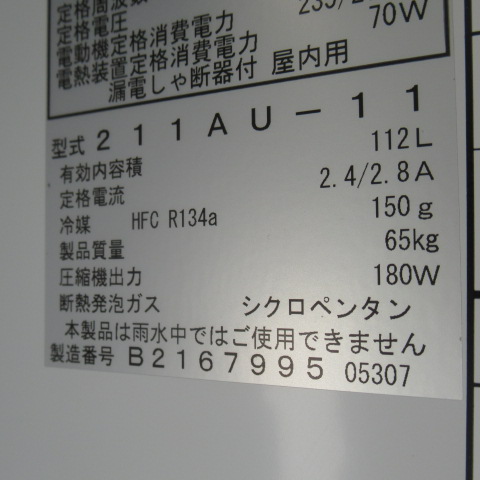 定格電圧
電動機定格消費電力
電熱装置定格消費電力 70W
漏電しゃ断器付 屋内用
型式 211AU-11
有効内容積 112L
定格電流 2.4/2.8A
冷媒 HFC R134a 150g
製品質量 65kg
圧縮機出力 180W
断熱発泡ガス シクロペンタン
本製品は雨水中ではご使用できません
製造番号 B2167995 05307